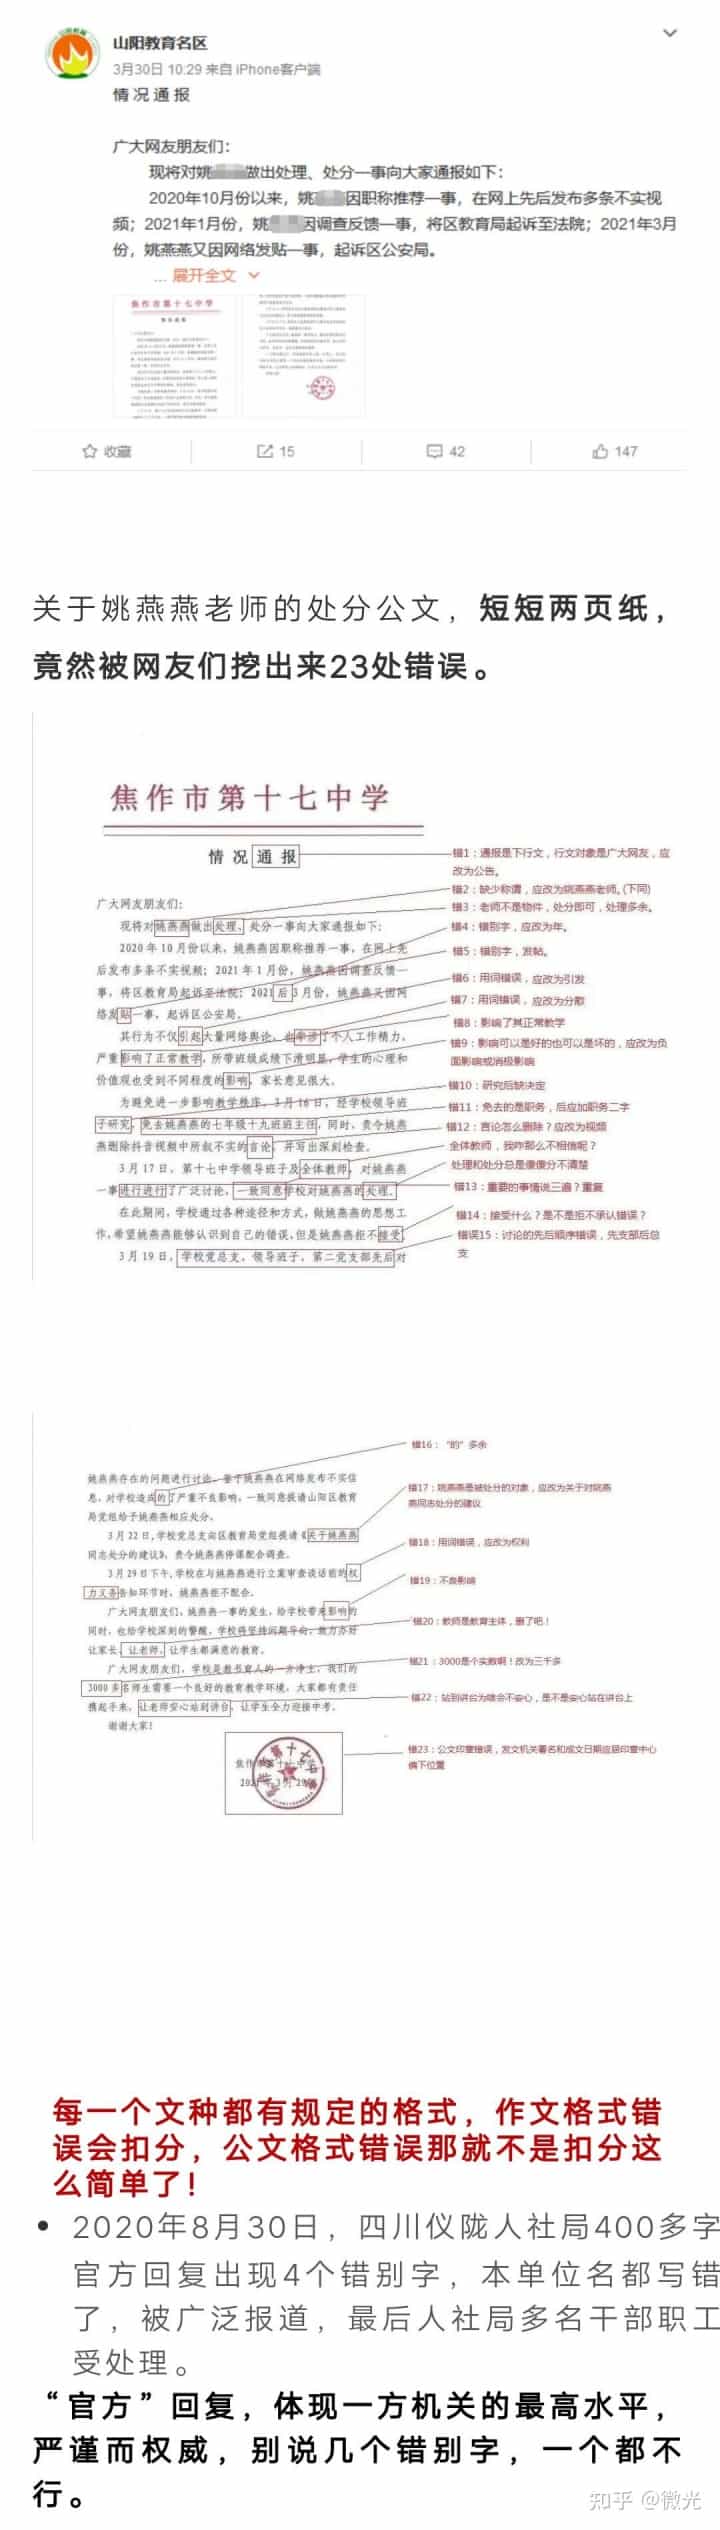 山阳教育名区
3月30日 10:29 来自 iPhone客户端
情 况 通 报
广大网友朋友们：
现将对姚 做出处理、处分一事向大家通报如下：
2020年10月份以来，姚 因职称推荐一事，在网上先后发布多条不实视
频；2021年1月份，姚 因调查反馈一事，将区教育局起诉至法院；2021年3月
份，姚燕燕又因网络发贴一事，起诉区公安局。
... 展开全文
焦作市第十七中学
收藏
15
42
147
关于姚燕燕老师的处分公文，短短两页纸，
竟然被网友们挖出来23处错误。
焦作市第十七中学
情 况 通 报
错1：通报是下行文，行文对象是广大网友，应
改为公告。
错2：缺少称谓，应改为姚燕燕老师。(下同)
错3：老师不是物件，处分即可，处理多余。
错4：错别字，应改为年。
错5：错别字，发帖。
错6：用词错误，应改为引发
错7：用词错误，应改为分散
错8：影响了其正常教学
错9：影响可以是好的也可以是坏的，应改为负
面影响或消极影响
错10：研究后缺决定
错11：免去的是职务，后应加职务二字
错12：言论怎么删除？应改为视频
全体教师，我咋那么不相信呢？
处理和处分总是傻傻分不清楚
错13：重要的事情说三遍？重复
错14：接受什么？是不是拒不承认错误？
错误15：讨论的先后顺序错误，先支部后总
支
广大网友朋友们：
现将对姚燕燕做出处理、处分一事向大家通报如下：
2020 年 10 月份以来，姚燕燕因职称推荐一事，在网上先
后发布多条不实视频；2021 年 1 月份，姚燕燕因调查反馈一
事，将区教育局起诉至法院；2021 后 3 月份，姚燕燕又因网
络发贴一事，起诉区公安局。
其行为不仅引起大量网络舆论，也牵涉了个人工作精力，
严重影响了正常教学，所带班级成绩下滑明显，学生的心理和
价值观也受到不同程度的影响，家长意见很大。
为避免进一步影响教学秩序，3 月 16 日，经学校领导班
子研究，免去姚燕燕的七年级十九班班主任，同时，责令姚燕
燕删除抖音视频中所叙不实的言论，并写出深刻检查。
3 月 17 日，第十七中学领导班子及全体教师，对姚燕燕
一事进行进行了广泛讨论，一致同意学校对姚燕燕的处理。
在此期间，学校通过各种途径和方式，做姚燕燕的思想工
作，希望姚燕燕能够认识到自己的错误，但是姚燕燕拒不接受。
3 月 19 日，学校党总支、领导班子、第二党支部先后对
姚燕燕存在的问题进行讨论，鉴于姚燕燕在网络发布不实信
息，对学校造成的了严重不良影响，一致同意提请山阳区教育
局党组给予姚燕燕相应处分。
3 月 22 日，学校党总支向区教育局党组提请《关于姚燕燕
同志处分的建议》，责令姚燕燕停课配合调查。
3 月 29 日下午，学校在与姚燕燕进行立案审查谈话前的权
力义务告知环节时，姚燕燕拒不配合。
广大网友朋友们，姚燕燕一事的发生，给学校带来影响的
同时，也给学校深刻的警醒，学校将坚持问题导向，致力办好
让家长、让老师、让学生都满意的教育。
广大网友朋友们，学校是教书育人的一方净土，我们的
3000 多名师生需要一个良好的教育教学环境，大家都有责任
携起手来，让老师安心站到讲台，让学生全力迎接中考。
谢谢大家！
焦作市第十七中学
2021 年 3 月 29 日
错16：“的”多余
错17：姚燕燕是被处分的对象，应改为关于对姚燕
燕同志处分的建议
错18：用词错误，应改为权利
错19：不良影响
错20：教师是教育主体，删了吧！
错21：3000是个实数啊！改为三千多
错22：站到讲台为啥会不安心，是不是安心站在讲台上
错23：公文印章错误，发文机关署名和成文日期应居印章中心
偏下位置
每一个文种都有规定的格式，作文格式错
误会扣分，公文格式错误那就不是扣分这
么简单了！
2020年8月30日，四川仪陇人社局400多字
官方回复出现4个错别字，本单位名都写错
了，被广泛报道，最后人社局多名干部职工
受处理。
“官方”回复，体现一方机关的最高水平，
严谨而权威，别说几个错别字，一个都不
行。
知乎 @微光